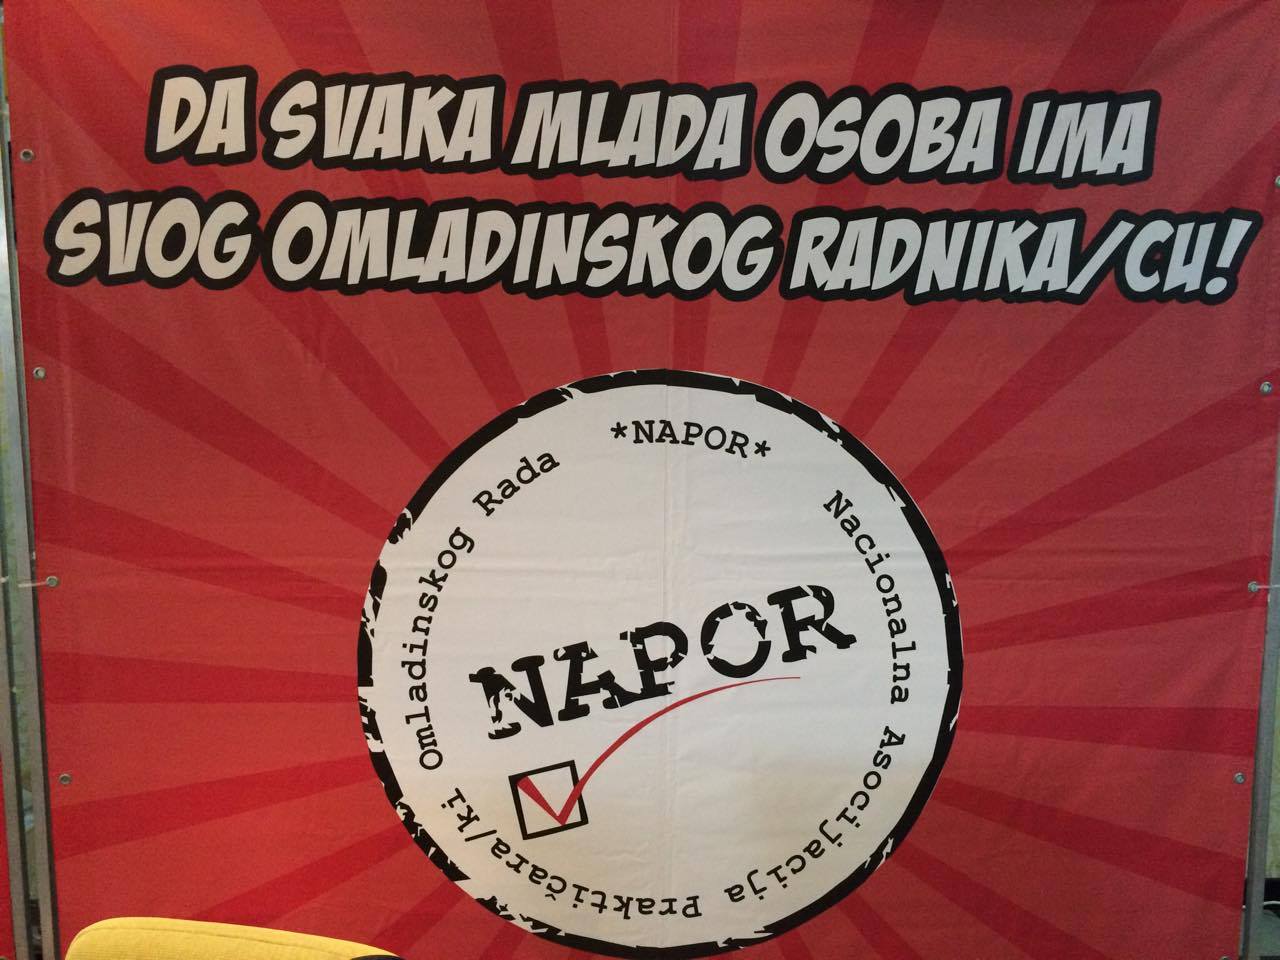 DA SVAKA MLADA OSOBA IMA
SVOG OMLADINSKOG RADNIKA/CU!
*NAPOR*
Nacionalna Asocijacija Praktičara/ki Omladinskog Rada
NAPOR